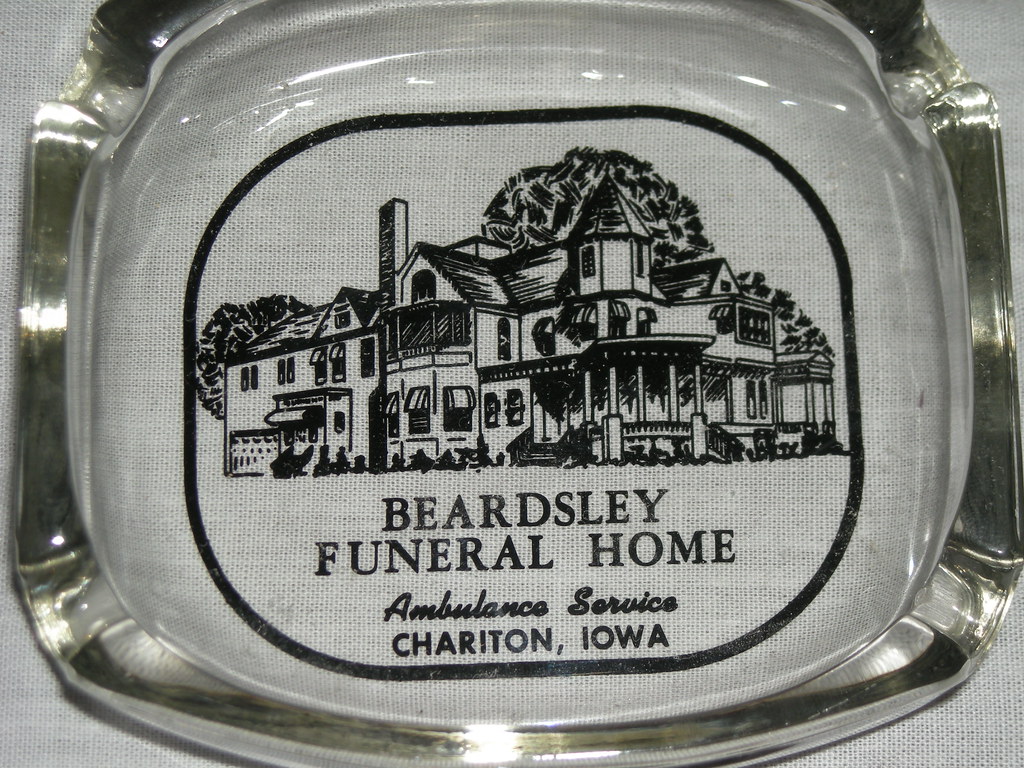 BEARDSLEY
FUNERAL HOME
Ambulance Service
CHARITON, IOWA